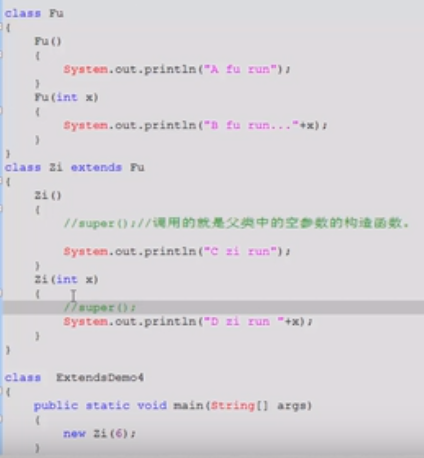 class Fu
{
Fu()
{
System.out.println("A fu run");
}
Fu(int x)
{
System.out.println("B fu run..."+x);
}
}
class Zi extends Fu
{
Zi()
{
//super();//调用的就是父类中的空参数的构造函数。
System.out.println("C zi run");
}
Zi(int x)
{
//super();
System.out.println("D zi run "+x);
}
}
class ExtendsDemo4
{
public static void main(String[] args)
{
new Zi(6);
}